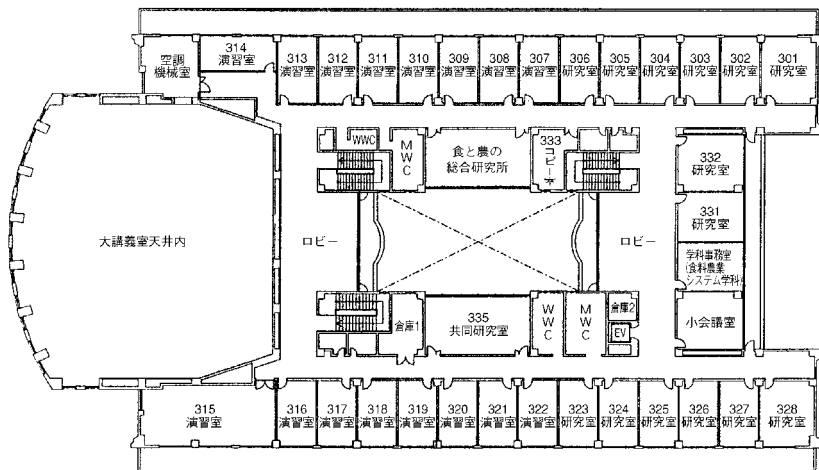 空調
機械室
314
演習室
313
演習室
312
演習室
311
演習室
310
演習室
309
演習室
308
演習室
307
演習室
306
研究室
305
研究室
304
研究室
303
研究室
302
研究室
301
研究室
WWC
MWC
食と農の
総合研究所
333
コピー室
332
研究室
331
研究室
大講義室天井内
ロビー
ロビー
学科事務室
(食料農業
システム学科)
小会議室
倉庫1
335
共同研究室
WWC
MWC
倉庫2
EV
315
演習室
316
演習室
317
演習室
318
演習室
319
演習室
320
演習室
321
演習室
322
演習室
323
研究室
324
研究室
325
研究室
326
研究室
327
研究室
328
研究室